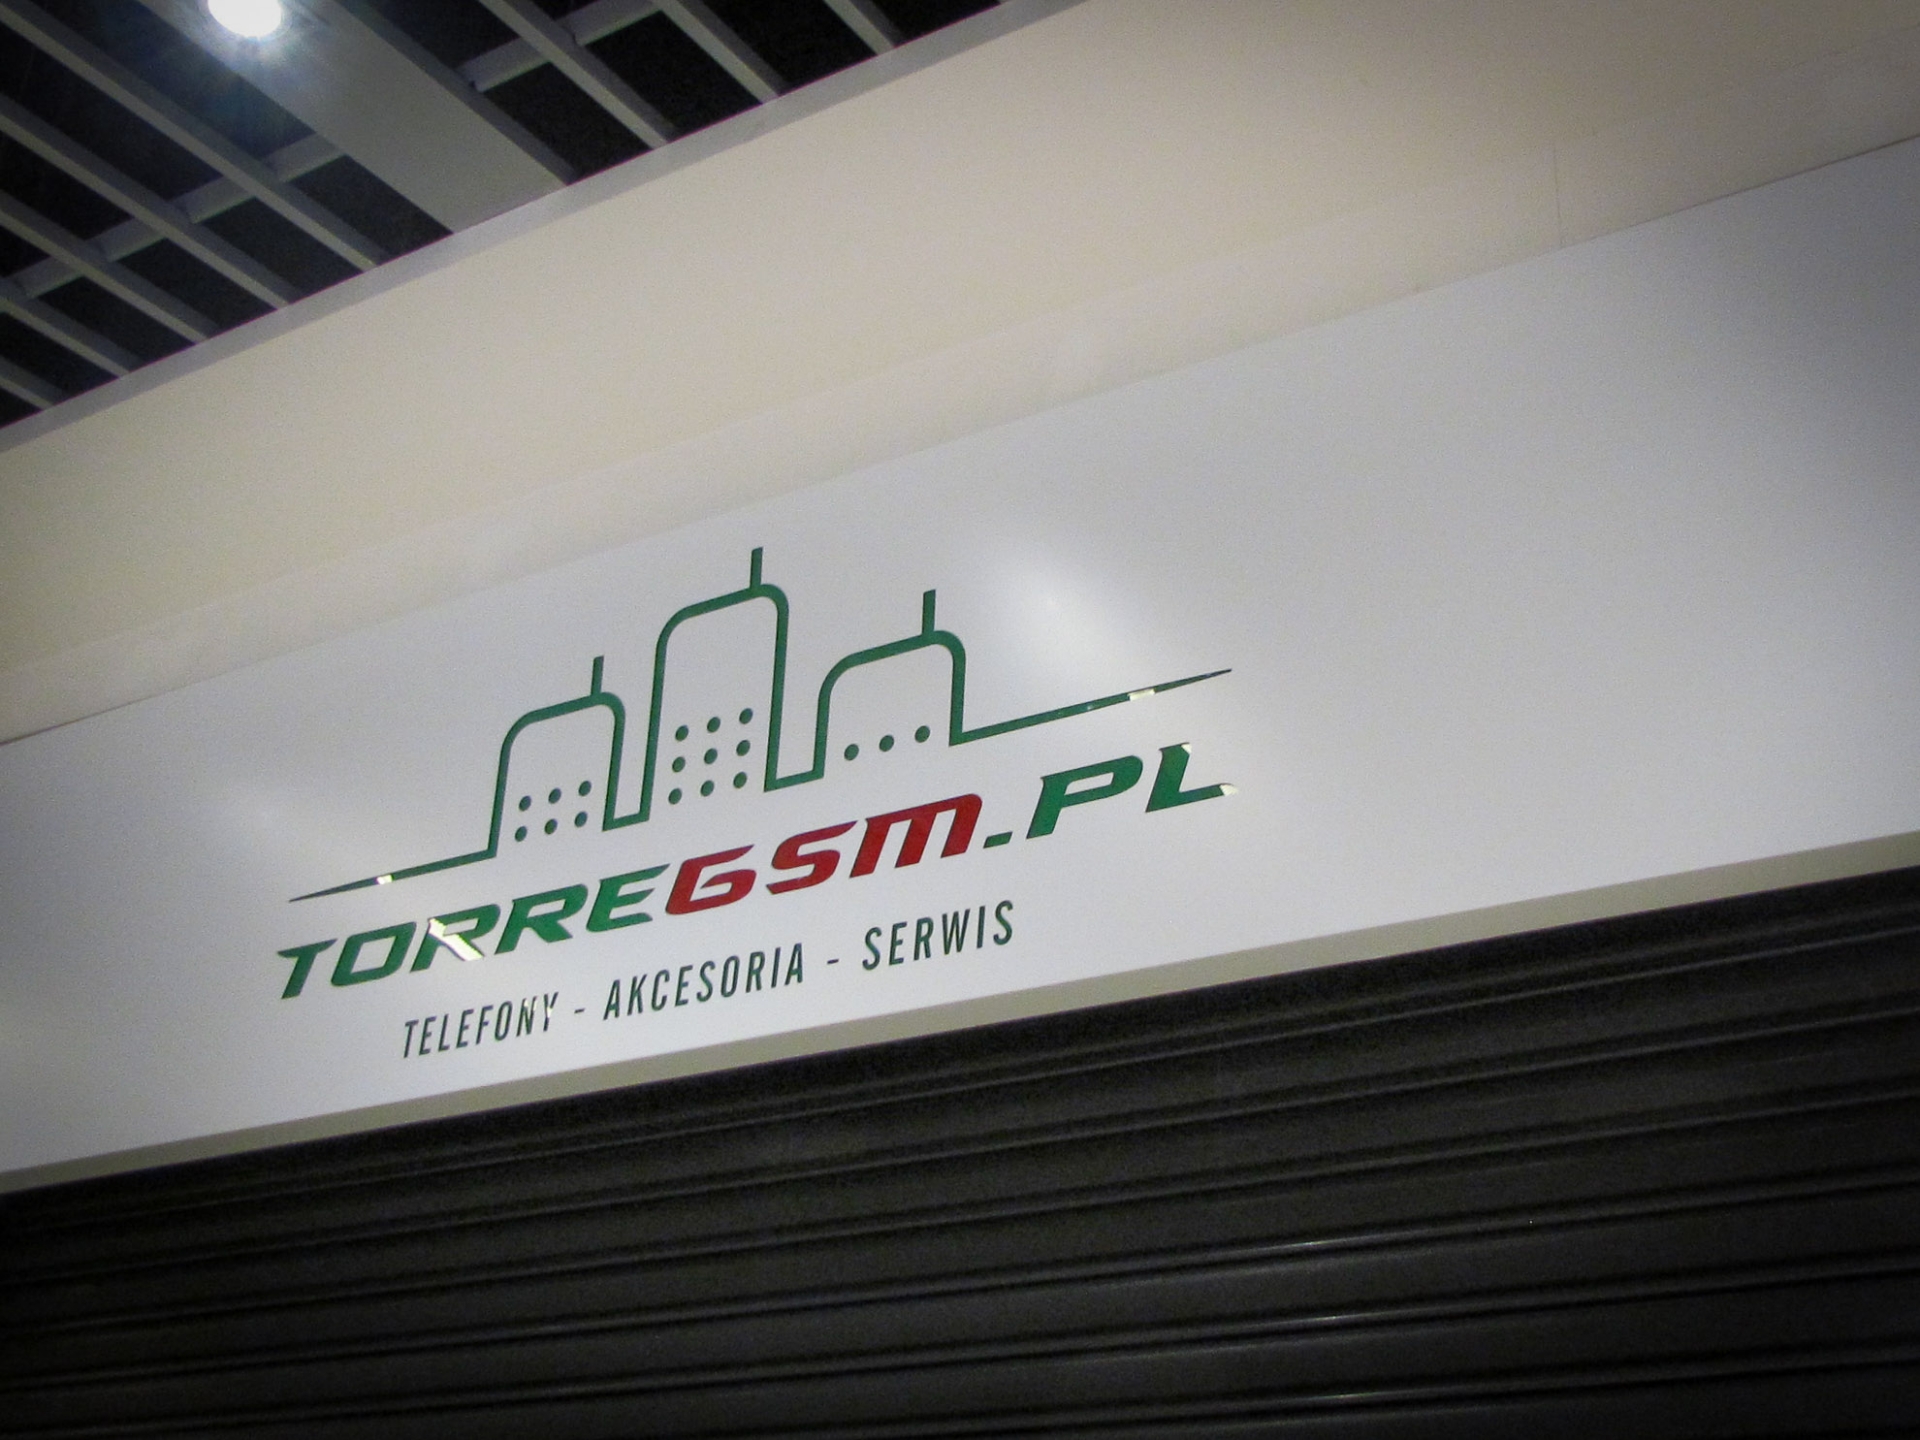 TORREGSM.PL
TELEFONY - AKCESORIA - SERWIS